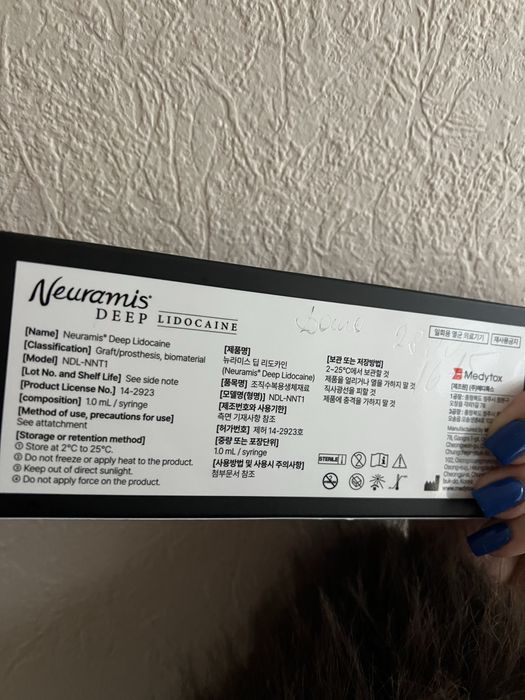 Neuramis®
DEEP LIDOCAINE
[Name] Neuramis® Deep Lidocaine
[Classification] Graft/prosthesis, biomaterial
[Model] NDL-NNT1
[Lot No. and Shelf Life] See side note
[Product License No.] 14-2923
[composition] 1.0 mL / syringe
[Method of use, precautions for use]
See attatchment
[Storage or retention method]
① Store at 2°C to 25°C.
② Do not freeze or apply heat to the product.
③ Keep out of direct sunlight.
④ Do not apply force on the product.
[제품명]
뉴라미스 딥 리도카인
(Neuramis® Deep Lidocaine)
[품목명] 조직수복용생체재료
[모델명(형명)] NDL-NNT1
[제조번호와 사용기한]
측면 기재사항 참조
[허가번호] 제허 14-2923호
[중량 또는 포장단위]
1.0 mL / syringe
[사용방법 및 사용시 주의사항]
첨부문서 참조
[보관 또는 저장방법]
2~25℃에서 보관할 것
제품을 얼리거나 열을 가하지 말 것
직사광선을 피할 것
제품에 충격을 가하지 말 것
STERILE
일회용 멸균 의료기기
재사용금지
Medytox
[제조원] (주)메디톡스
Manufactured by